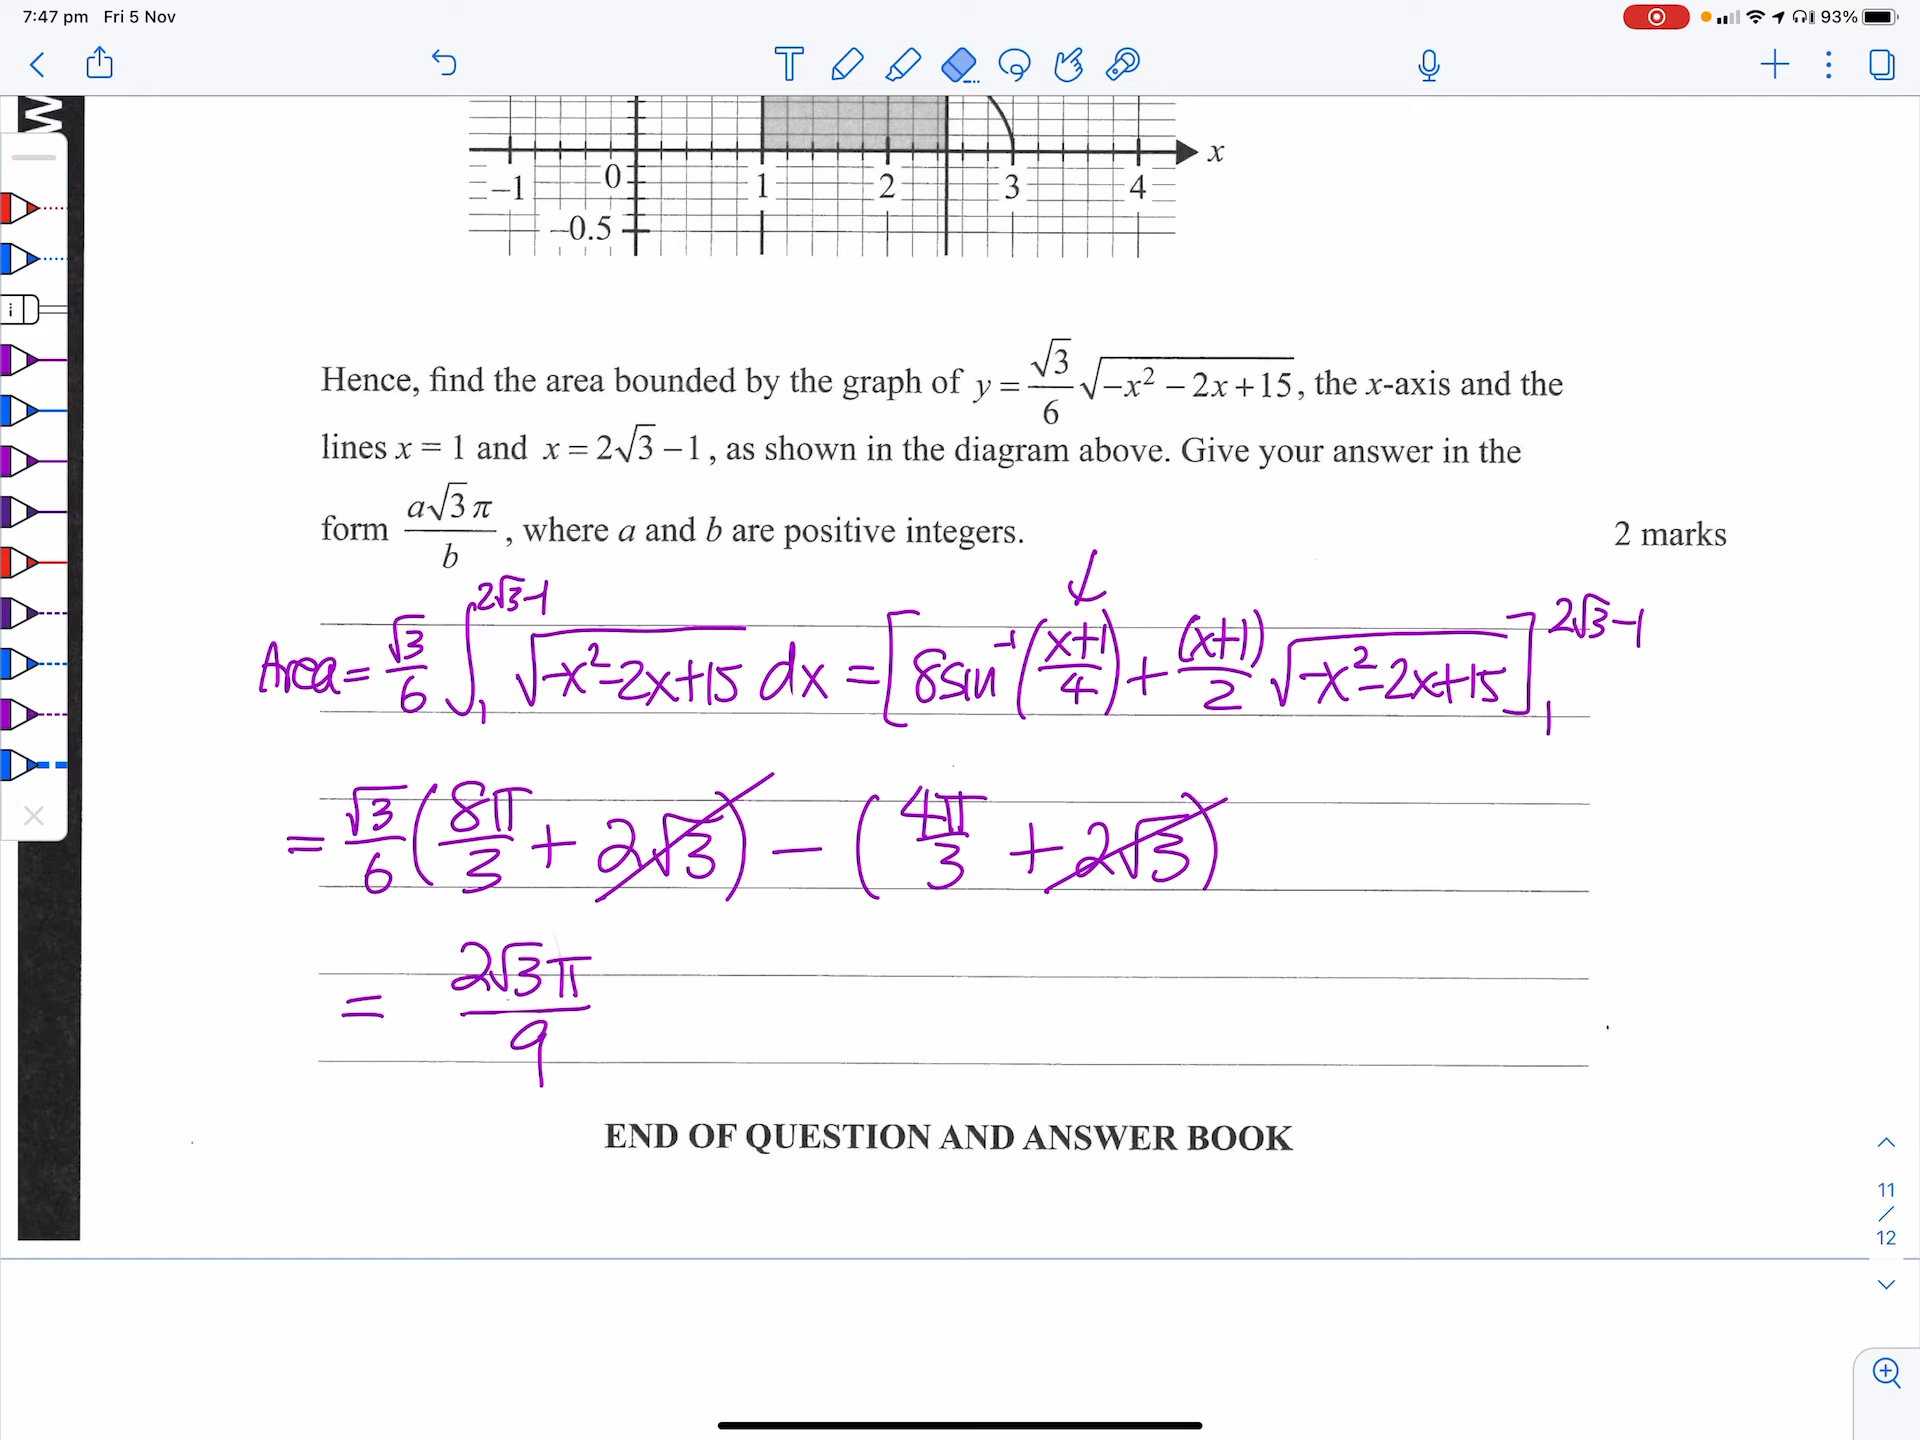 7:47 pm Fri 5 Nov 93%
T
W
x
−1 0 1 2 3 4
−0.5
Hence, find the area bounded by the graph of y = √3/6 √(−x² − 2x + 15), the x-axis and the
lines x = 1 and x = 2√3 − 1, as shown in the diagram above. Give your answer in the
form a√3π/b, where a and b are positive integers. 2 marks
Area = √3/6 ∫₁^(2√3−1) √(−x²−2x+15) dx = [8sin⁻¹((x+1)/4) + (x+1)/2 √(−x²−2x+15)]₁^(2√3−1)
= √3/6 (8π/3 + 2√3) − (4π/3 + 2√3)
= 2√3π/9
END OF QUESTION AND ANSWER BOOK
11
/
12